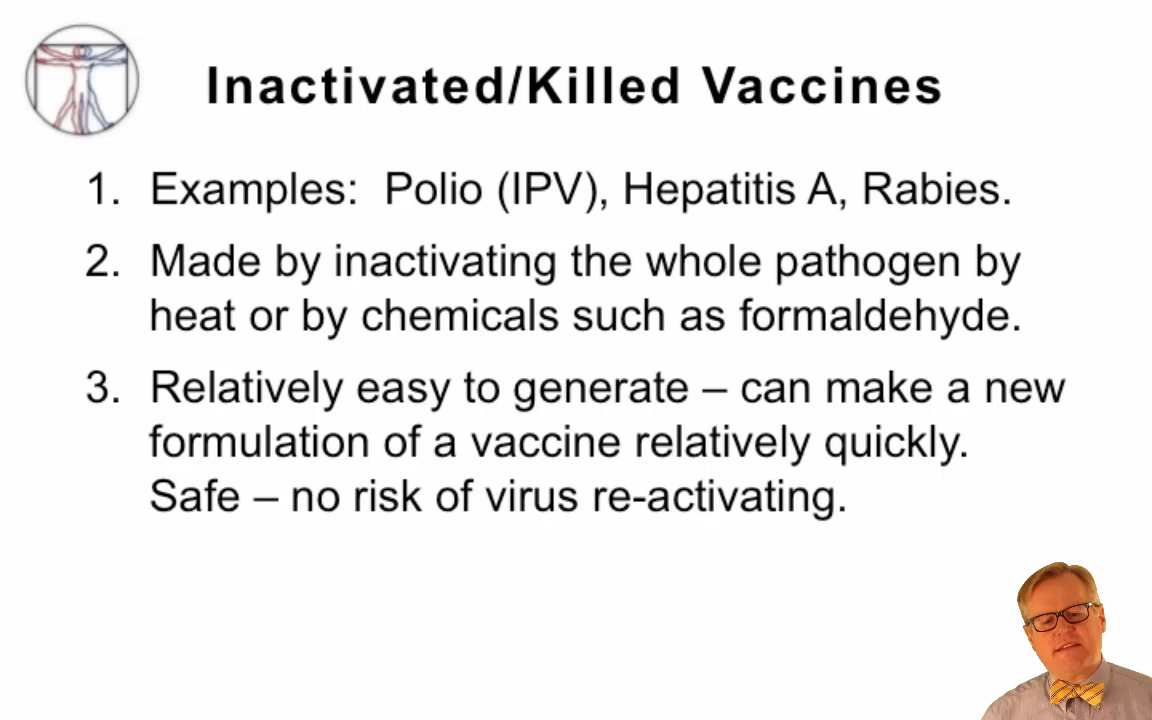 Inactivated/Killed Vaccines
1. Examples: Polio (IPV), Hepatitis A, Rabies.
2. Made by inactivating the whole pathogen by
heat or by chemicals such as formaldehyde.
3. Relatively easy to generate – can make a new
formulation of a vaccine relatively quickly.
Safe – no risk of virus re-activating.